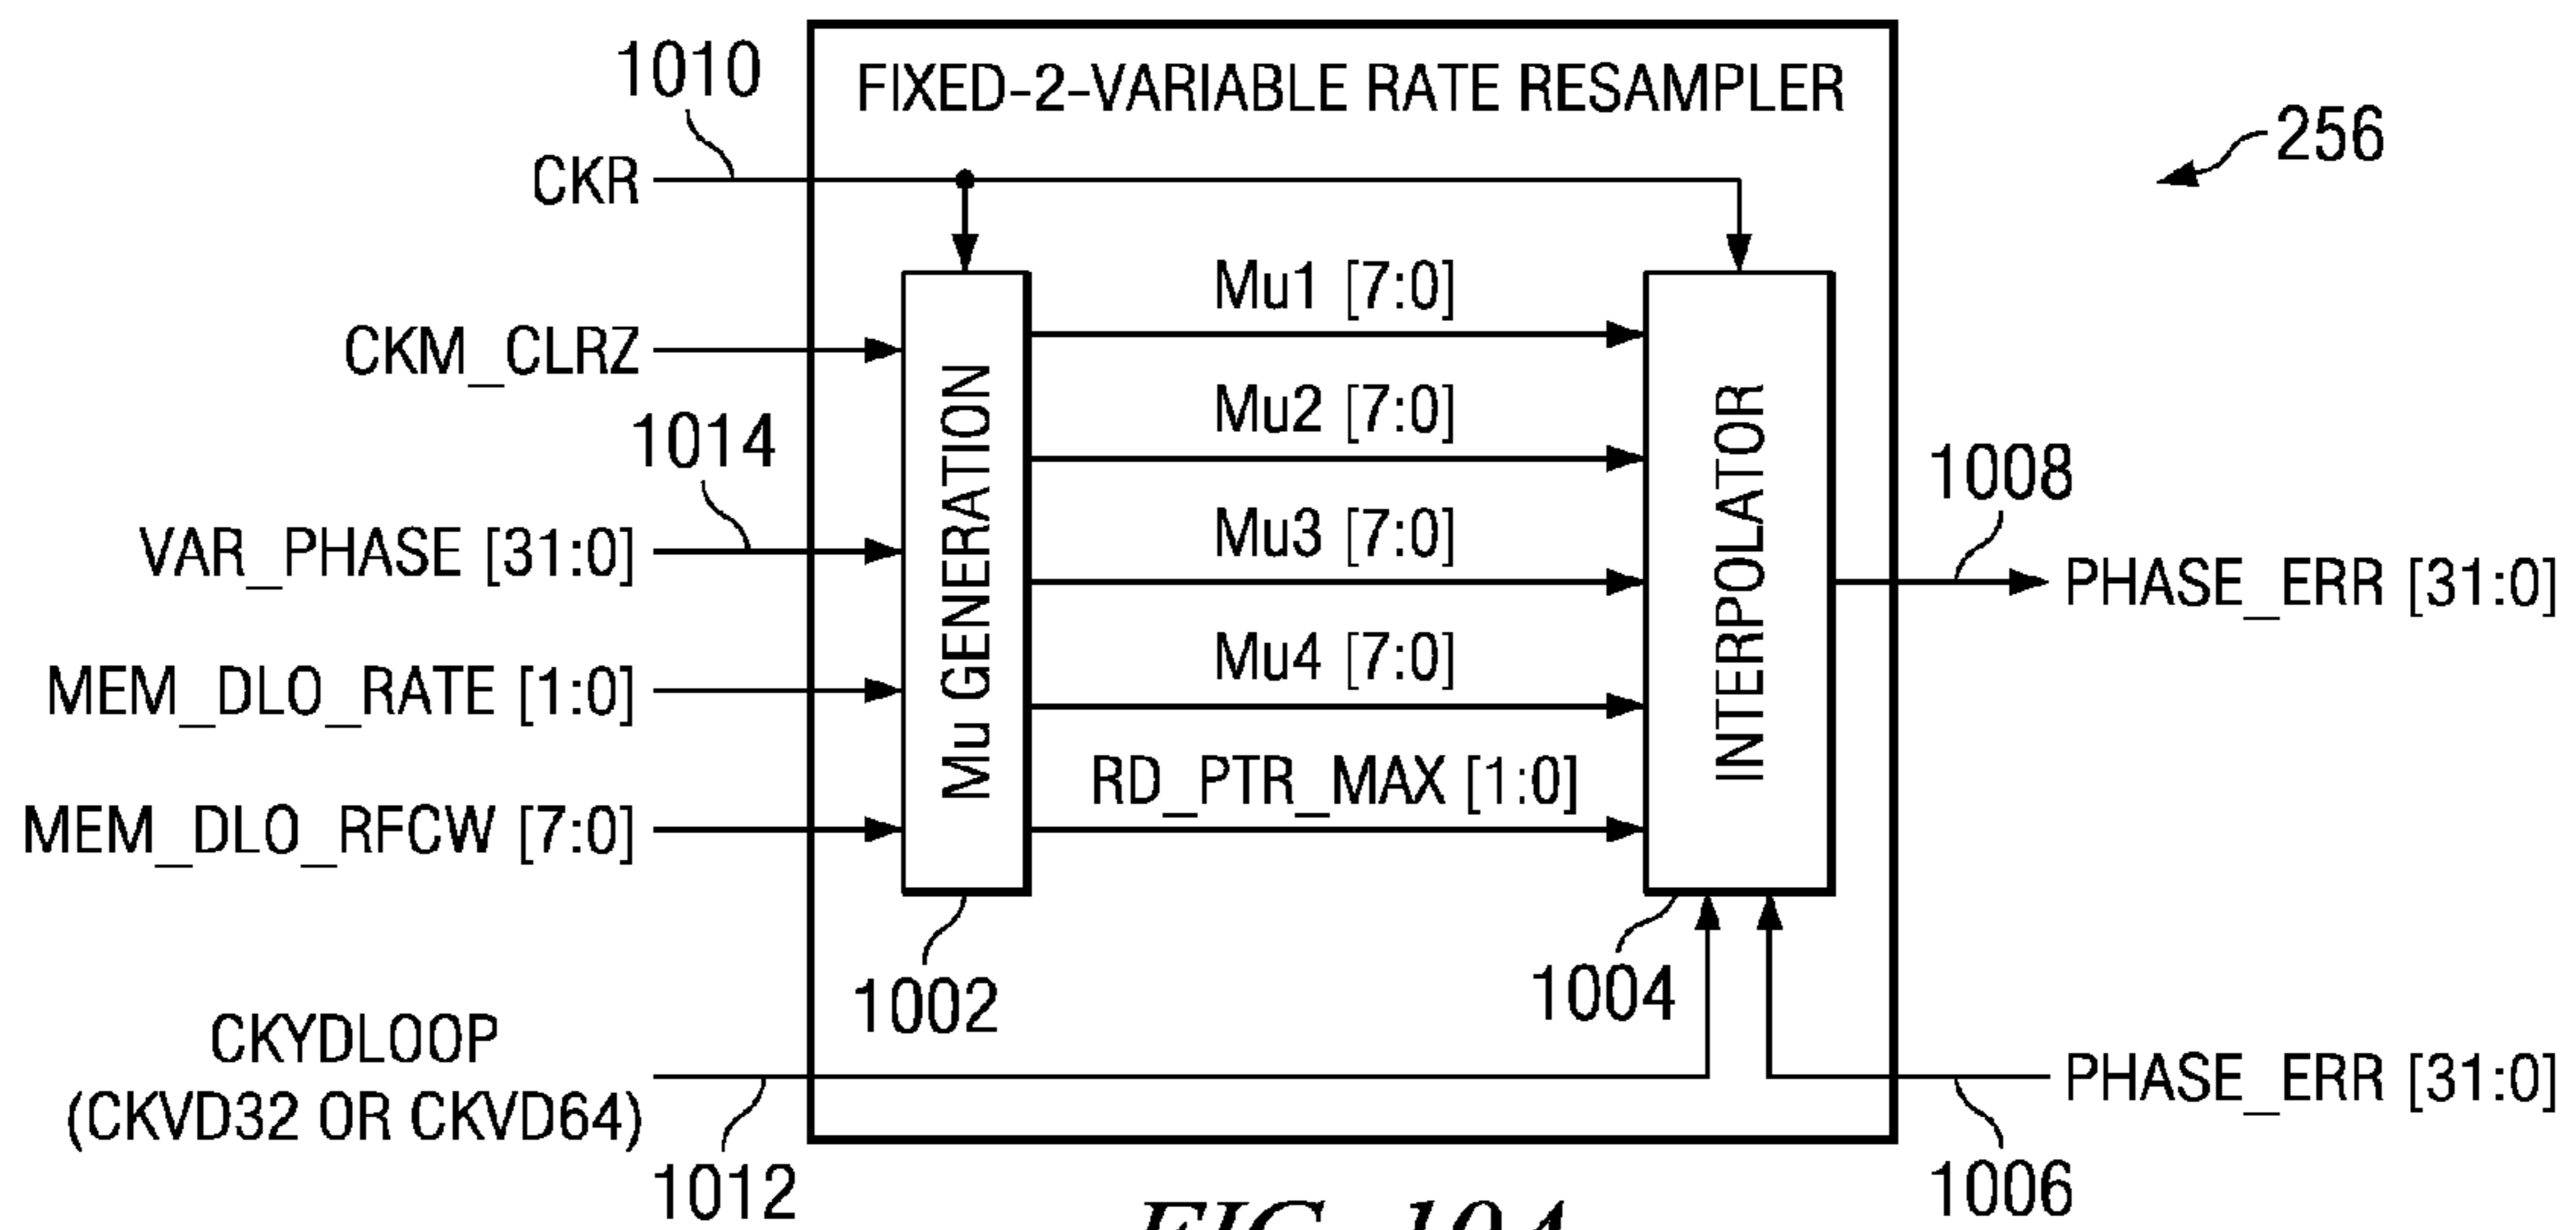 FIXED-2-VARIABLE RATE RESAMPLER
1010
256
CKR
CKM_CLRZ
1014
VAR_PHASE [31:0]
MEM_DLO_RATE [1:0]
MEM_DLO_RFCW [7:0]
CKYDLOOP
(CKVD32 OR CKVD64)
1012
Mu GENERATION
1002
Mu1 [7:0]
Mu2 [7:0]
Mu3 [7:0]
Mu4 [7:0]
RD_PTR_MAX [1:0]
INTERPOLATOR
1004
1008
PHASE_ERR [31:0]
PHASE_ERR [31:0]
1006
FIG. 10A